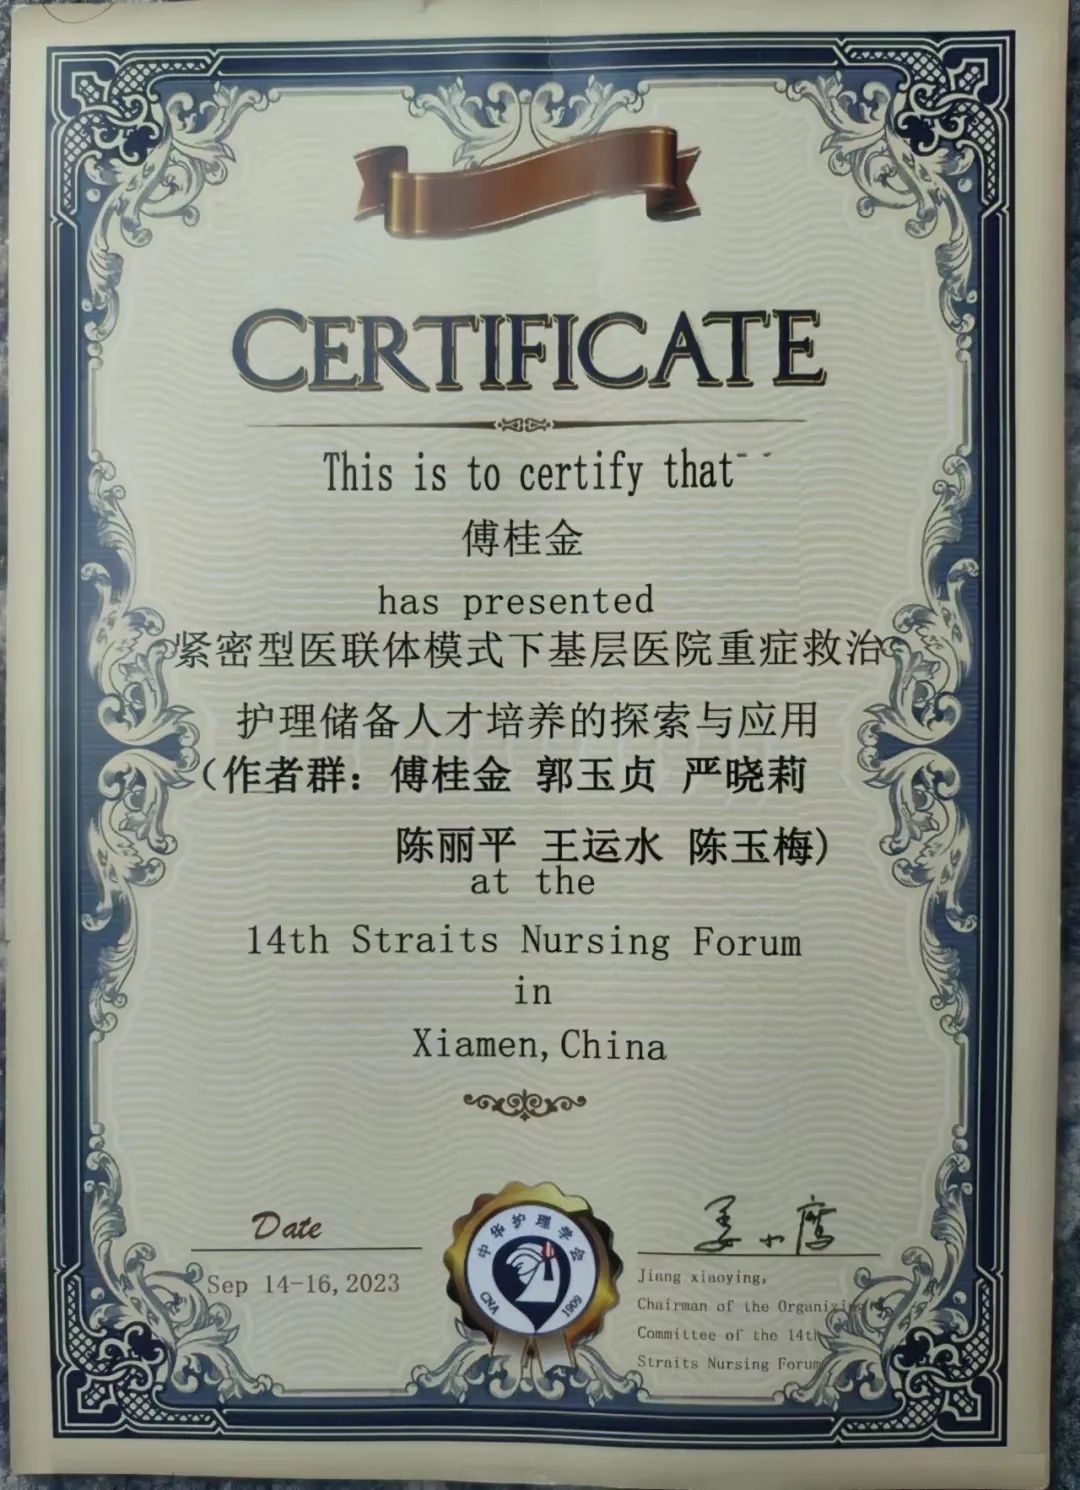 CERTIFICATE
This is to certify that
傅桂金
has presented
紧密型医联体模式下基层医院重症救治
护理储备人才培养的探索与应用
（作者群：傅桂金 郭玉贞 严晓莉
陈丽平 王运水 陈玉梅)
at the
14th Straits Nursing Forum
in
Xiamen,China
Date
Sep 14-16,2023
中华护理学会
CNA 1909
姜小鹰
Jiang xiaoying,
Chairman of the Organizing
Committee of the 14th
Straits Nursing Forum